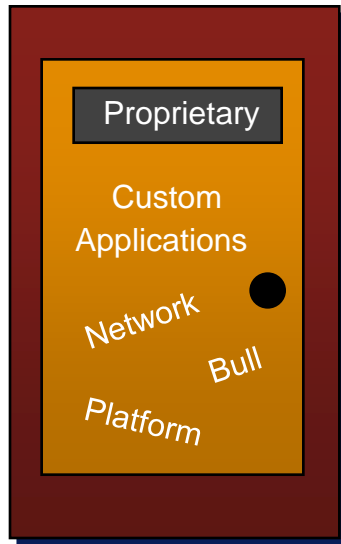 Proprietary
Custom
Applications
Network
Bull
Platform